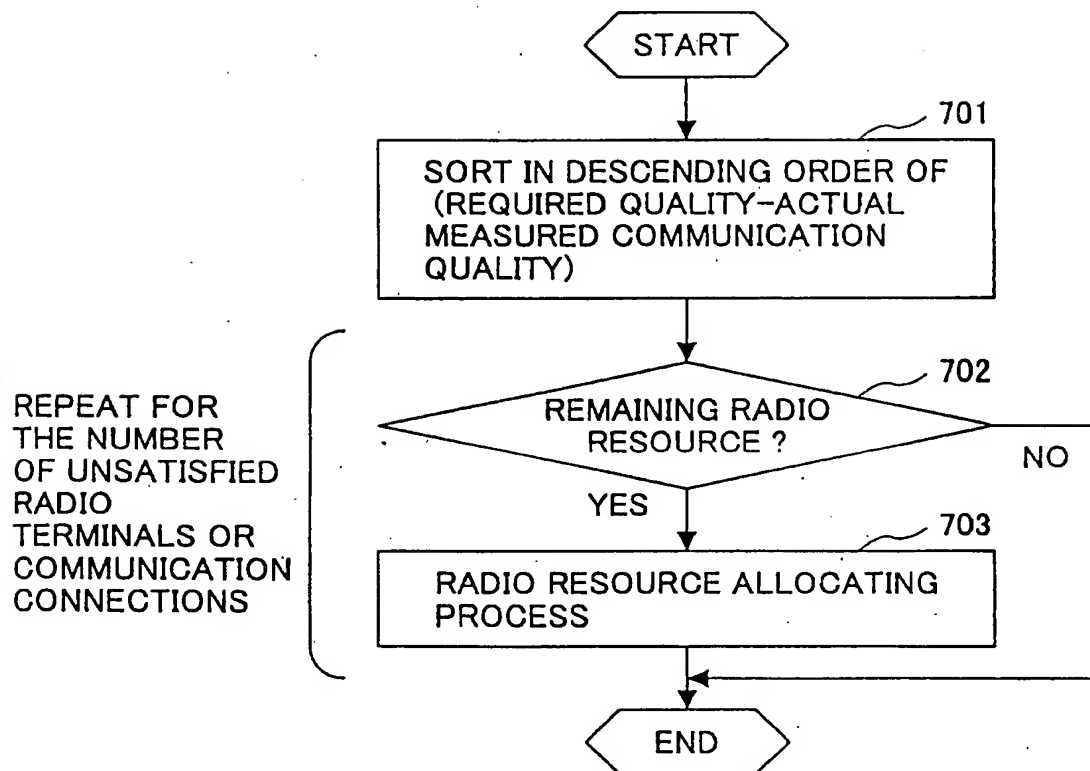 START
701
SORT IN DESCENDING ORDER OF
(REQUIRED QUALITY-ACTUAL
MEASURED COMMUNICATION
QUALITY)
702
REMAINING RADIO
RESOURCE ?
NO
YES
REPEAT FOR
THE NUMBER
OF UNSATISFIED
RADIO
TERMINALS OR
COMMUNICATION
CONNECTIONS
703
RADIO RESOURCE ALLOCATING
PROCESS
END